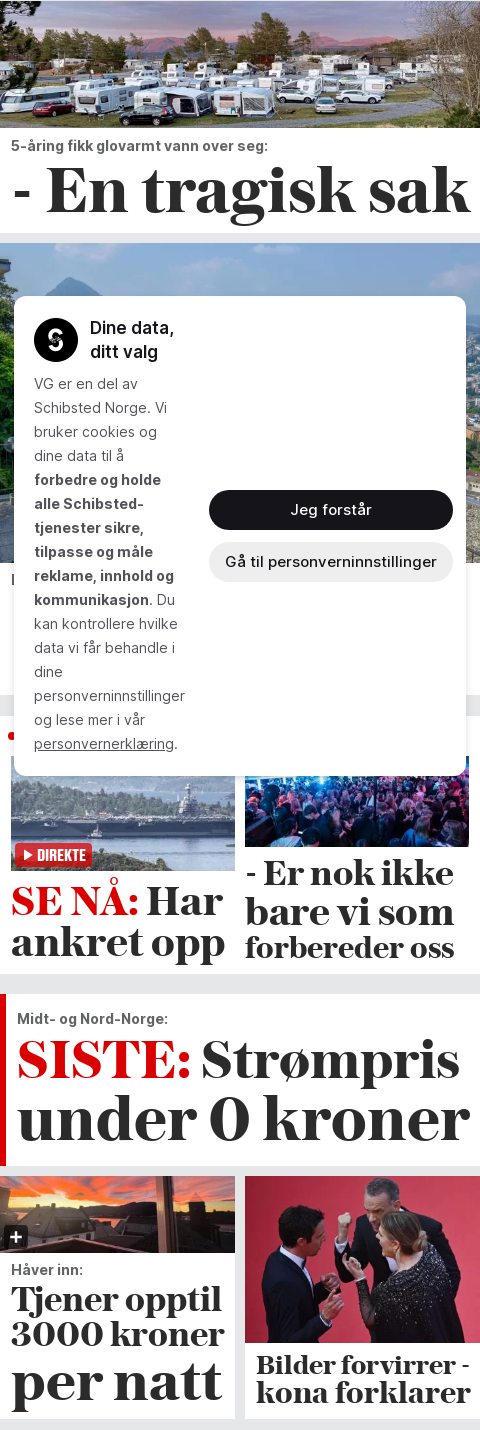 5-åring fikk glovarmt vann over seg:
- En tragisk sak
Dine data,
ditt valg
VG er en del av
Schibsted Norge. Vi
bruker cookies og
dine data til å
forbedre og holde
alle Schibsted-
tjenester sikre,
tilpasse og måle
reklame, innhold og
kommunikasjon. Du
kan kontrollere hvilke
data vi får behandle i
dine
personverninnstillinger
og lese mer i vår
personvernerklæring.
Jeg forstår
Gå til personverninnstillinger
DIREKTE
SE NÅ: Har
ankret opp
- Er nok ikke
bare vi som
forbereder oss
Midt- og Nord-Norge:
SISTE: Strømpris
under 0 kroner
Håver inn:
Tjener opptil
3000 kroner
per natt
Bilder forvirrer -
kona forklarer